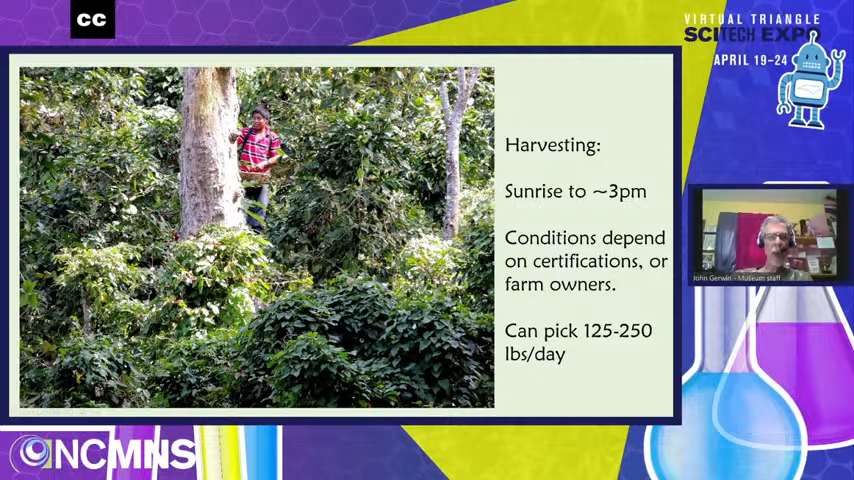 CC
VIRTUAL TRIANGLE
SCITECH EXPO
APRIL 19-24
Harvesting:
Sunrise to ~3pm
Conditions depend
on certifications, or
farm owners.
Can pick 125-250
lbs/day
John Gerwin - Museum staff
NCMNS